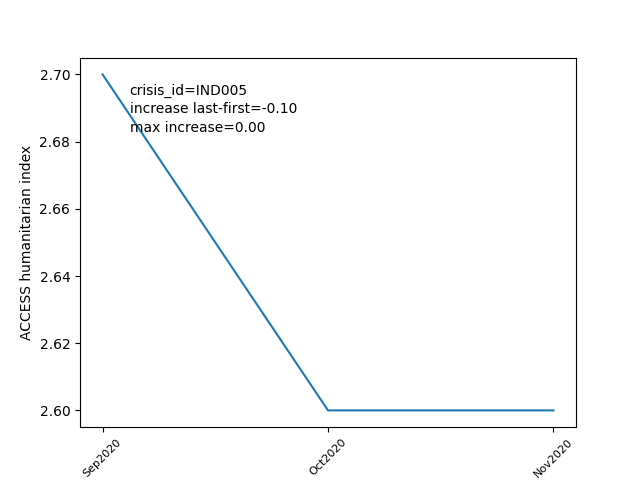 2.70
crisis_id=IND005
increase last-first=-0.10
max increase=0.00
2.68
2.66
2.64
2.62
2.60
ACCESS humanitarian index
Sep2020
Oct2020
Nov2020